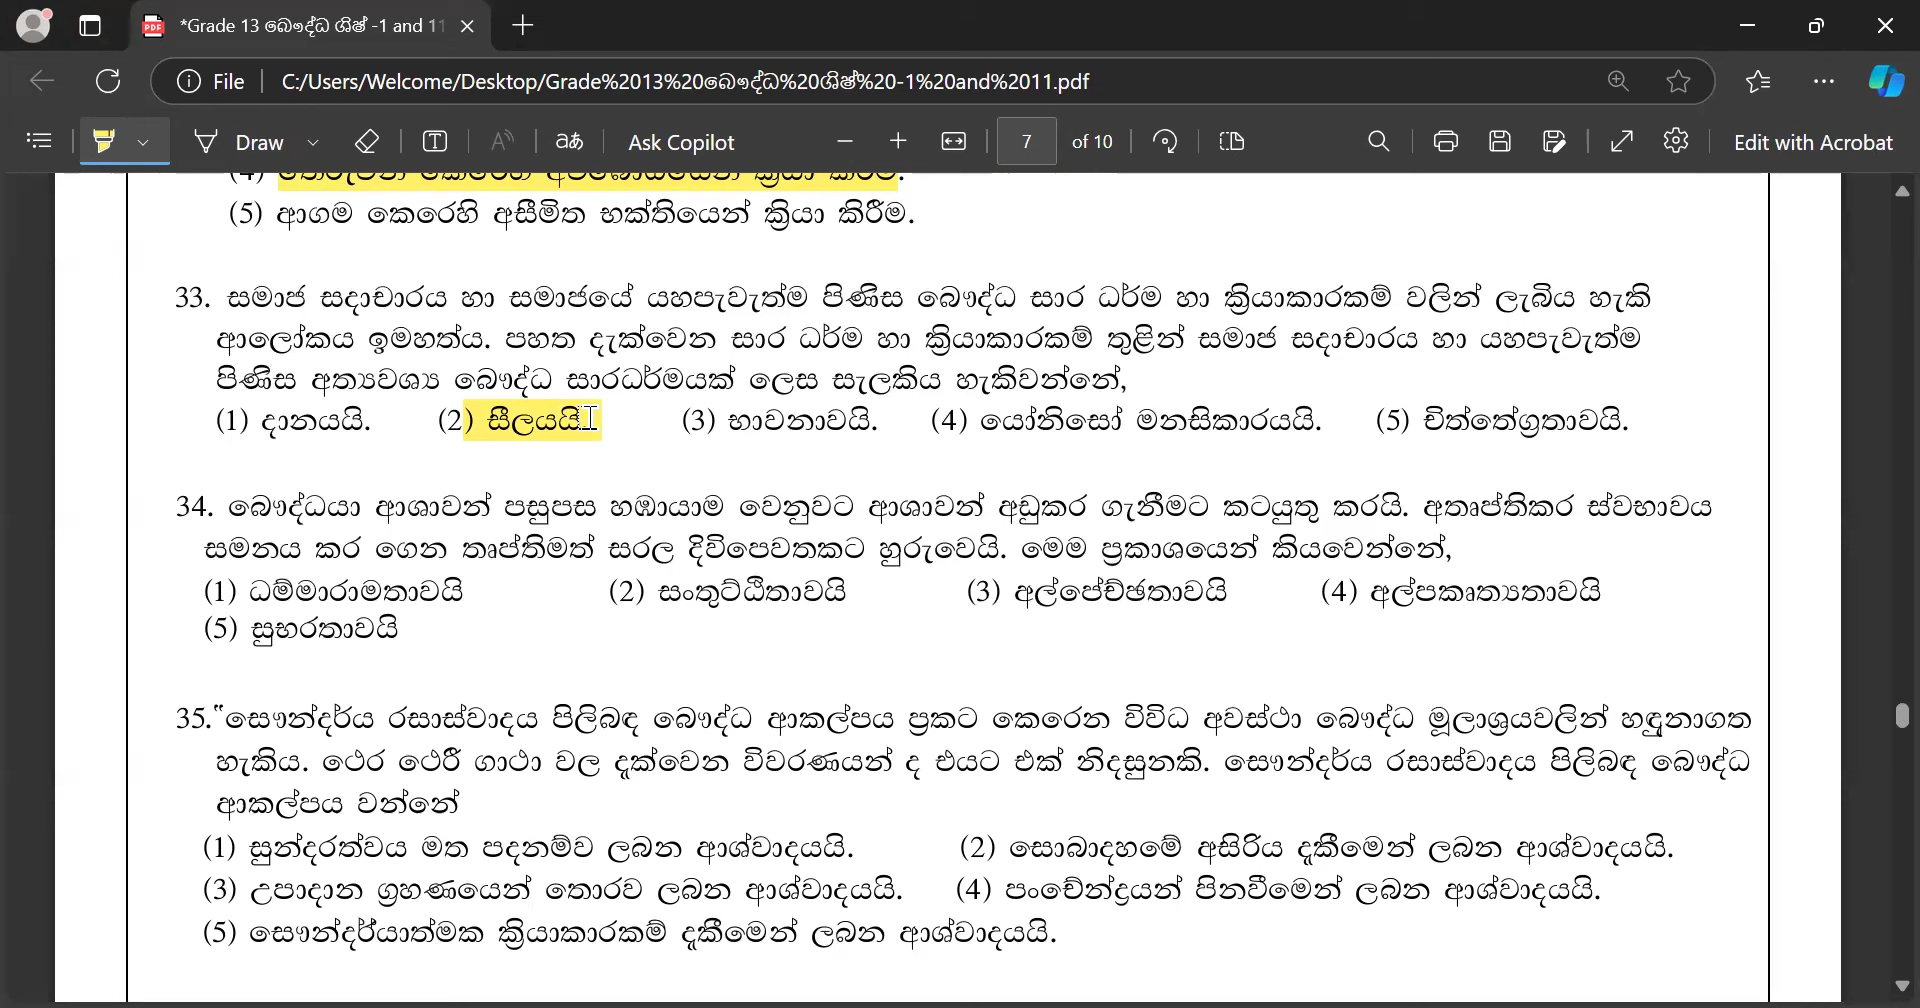 *Grade 13 බෞද්ධ ශිෂ් -1 and 11
File C:/Users/Welcome/Desktop/Grade%2013%20බෞද්ධ%20ශිෂ්%20-1%20and%2011.pdf
Draw aあ Ask Copilot 7 of 10 Edit with Acrobat
(4) තෙරුවන් කෙරෙහි අවබෝධයෙන් ක්‍රියා කිරීම.
(5) ආගම කෙරෙහි අසීමිත භක්තියෙන් ක්‍රියා කිරීම.
33. සමාජ සදාචාරය හා සමාජයේ යහපැවැත්ම පිණිස බෞද්ධ සාර ධර්ම හා ක්‍රියාකාරකම් වලින් ලැබිය හැකි
ආලෝකය ඉමහත්ය. පහත දැක්වෙන සාර ධර්ම හා ක්‍රියාකාරකම් තුළින් සමාජ සදාචාරය හා යහපැවැත්ම
පිණිස අත්‍යවශ්‍ය බෞද්ධ සාරධර්මයක් ලෙස සැලකිය හැකිවන්නේ,
(1) දානයයි. (2) සීලයයි (3) භාවනාවයි. (4) යෝනිසෝ මනසිකාරයයි. (5) චිත්තේග්‍රතාවයි.
34. බෞද්ධයා ආශාවන් පසුපස හඹායාම වෙනුවට ආශාවන් අඩුකර ගැනීමට කටයුතු කරයි. අතෘප්තිකර ස්වභාවය
සමනය කර ගෙන තෘප්තිමත් සරල දිවිපෙවතකට හුරුවෙයි. මෙම ප්‍රකාශයෙන් කියවෙන්නේ,
(1) ධම්මාරාමතාවයි (2) සංතුට්ඨිතාවයි (3) අල්පේච්ඡතාවයි (4) අල්පකෘත්‍යතාවයි
(5) සුභරතාවයි
35.“සෞන්දර්ය රසාස්වාදය පිලිබඳ බෞද්ධ ආකල්පය ප්‍රකට කෙරෙන විවිධ අවස්ථා බෞද්ධ මූලාශ්‍රයවලින් හඳුනාගත
හැකිය. ථෙර ථෙරී ගාථා වල දැක්වෙන විවරණයන් ද එයට එක් නිදසුනකි. සෞන්දර්ය රසාස්වාදය පිලිබඳ බෞද්ධ
ආකල්පය වන්නේ
(1) සුන්දරත්වය මත පදනම්ව ලබන ආශ්වාදයයි. (2) සොබාදහමේ අසිරිය දැකීමෙන් ලබන ආශ්වාදයයි.
(3) උපාදාන ග්‍රහණයෙන් තොරව ලබන ආශ්වාදයයි. (4) පංචේන්ද්‍රයන් පිනවීමෙන් ලබන ආශ්වාදයයි.
(5) සෞන්දර්යාත්මක ක්‍රියාකාරකම් දැකීමෙන් ලබන ආශ්වාදයයි.